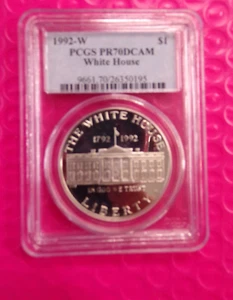 1992-W $1
PCGS PR70DCAM
White House
9661.70/26150195
THE WHITE HOUSE
1792 1992
IN GOD WE TRUST
LIBERTY